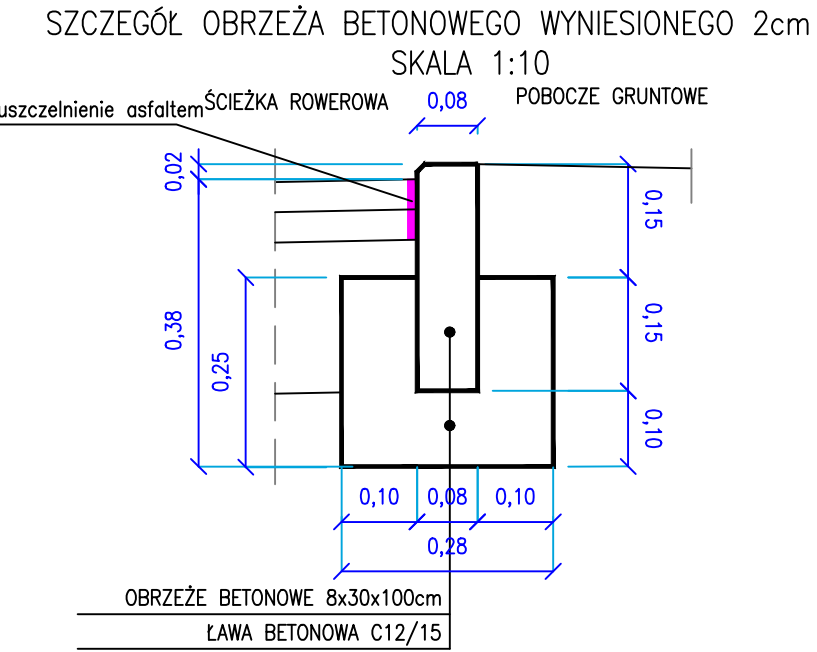 SZCZEGÓŁ OBRZEŻA BETONOWEGO WYNIESIONEGO 2cm
SKALA 1:10
uszczelnienie asfaltem
ŚCIEŻKA ROWEROWA
0,08
POBOCZE GRUNTOWE
0,02
0,15
0,38
0,25
0,15
0,10
0,10
0,08
0,10
0,28
OBRZEŻE BETONOWE 8x30x100cm
ŁAWA BETONOWA C12/15